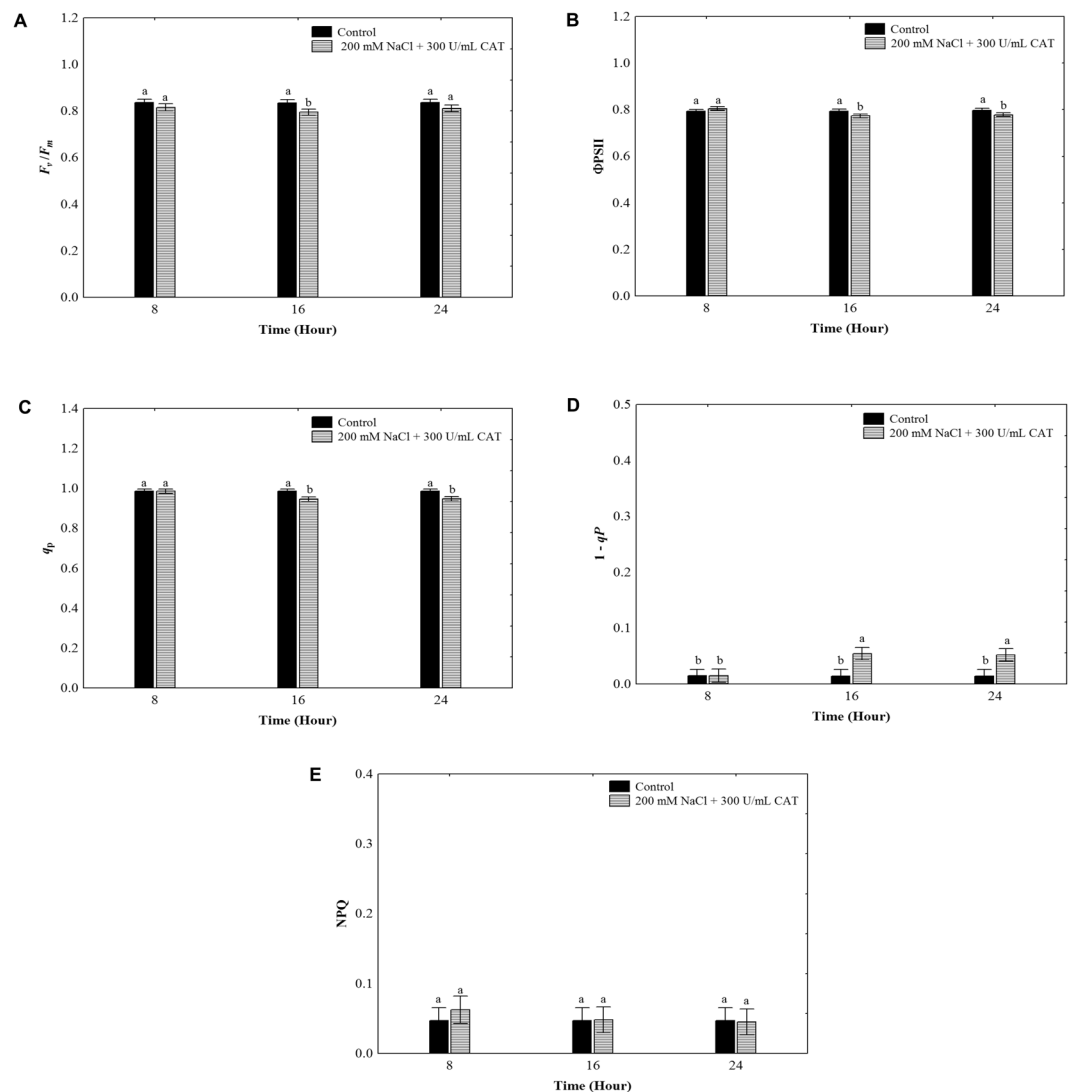 A
1.2
1.0
0.8
0.6
0.4
0.2
0.0
Fv/Fm
Control
200 mM NaCl + 300 U/mL CAT
a a
a b
a a
8 16 24
Time (Hour)
B
1.2
1.0
0.8
0.6
0.4
0.2
0.0
ΦPSII
Control
200 mM NaCl + 300 U/mL CAT
a a
a b
a b
8 16 24
Time (Hour)
C
1.4
1.2
1.0
0.8
0.6
0.4
0.2
0.0
qp
Control
200 mM NaCl + 300 U/mL CAT
a a
a b
a b
8 16 24
Time (Hour)
D
0.5
0.4
0.3
0.2
0.1
0.0
1 - qP
Control
200 mM NaCl + 300 U/mL CAT
b b
b a
b a
8 16 24
Time (Hour)
E
0.4
0.3
0.2
0.1
0.0
NPQ
Control
200 mM NaCl + 300 U/mL CAT
a a
a a
a a
8 16 24
Time (Hour)